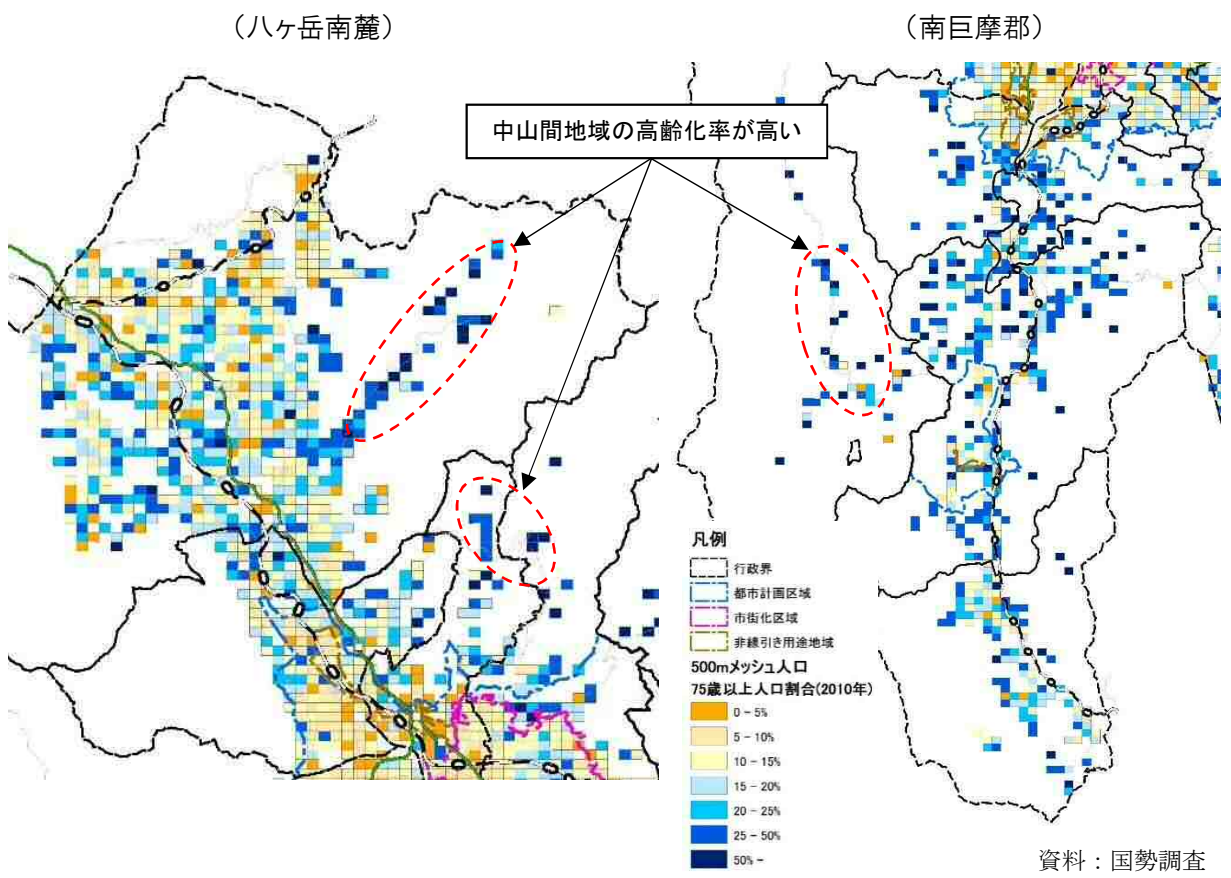 （八ヶ岳南麓）
（南巨摩郡）
中山間地域の高齢化率が高い
凡例
行政界
都市計画区域
市街化区域
非線引き用途地域
500mメッシュ人口
75歳以上人口割合(2010年)
0 - 5%
5 - 10%
10 - 15%
15 - 20%
20 - 25%
25 - 50%
50% -
資料：国勢調査